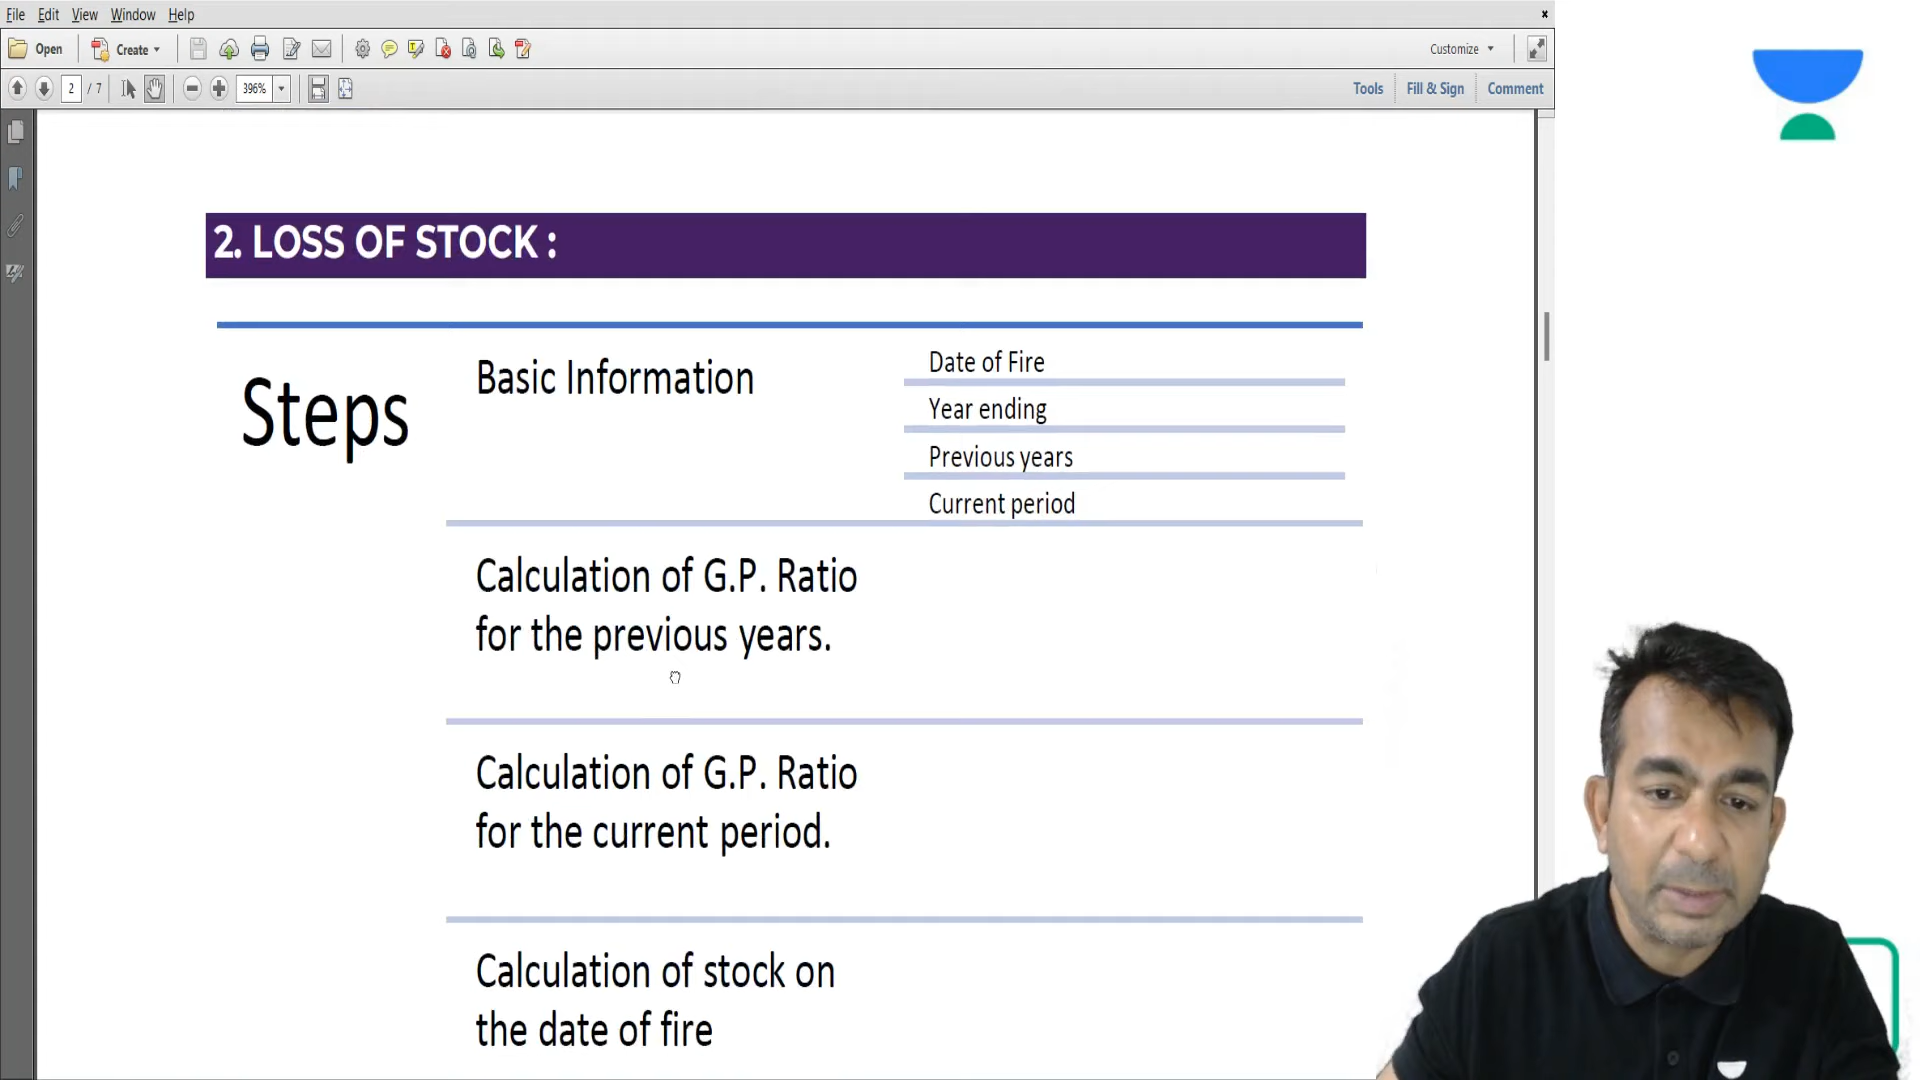 File Edit View Window Help
Open Create Customize
2 / 7 396% Tools Fill & Sign Comment
2. LOSS OF STOCK :
Steps
Basic Information
Date of Fire
Year ending
Previous years
Current period
Calculation of G.P. Ratio
for the previous years.
Calculation of G.P. Ratio
for the current period.
Calculation of stock on
the date of fire